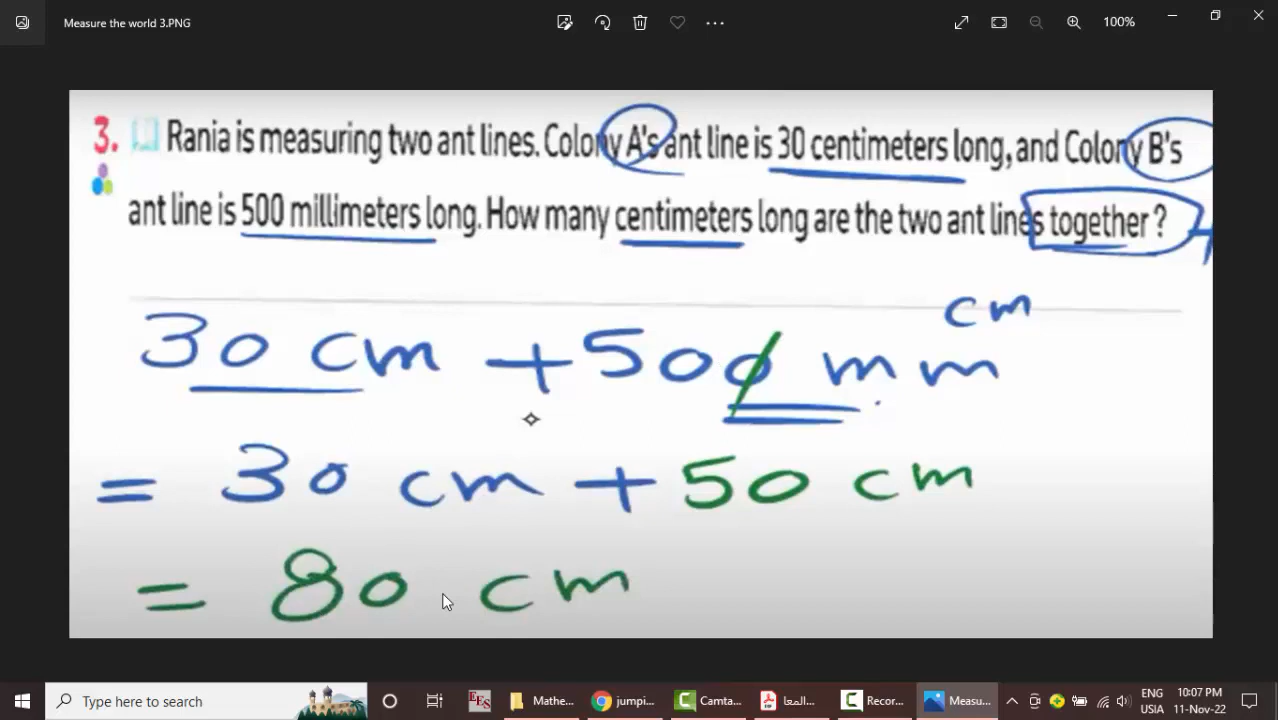 Measure the world 3.PNG
100%
3. Rania is measuring two ant lines. Colony A's ant line is 30 centimeters long, and Colony B's
ant line is 500 millimeters long. How many centimeters long are the two ant lines together?
cm
30 cm + 500 mm
= 30 cm + 50 cm
= 80 cm
Type here to search
EES
Mathe...
jumpi...
Camta...
المعا...
Recor...
Measu...
ENG
USA
10:07 PM
11-Nov-22